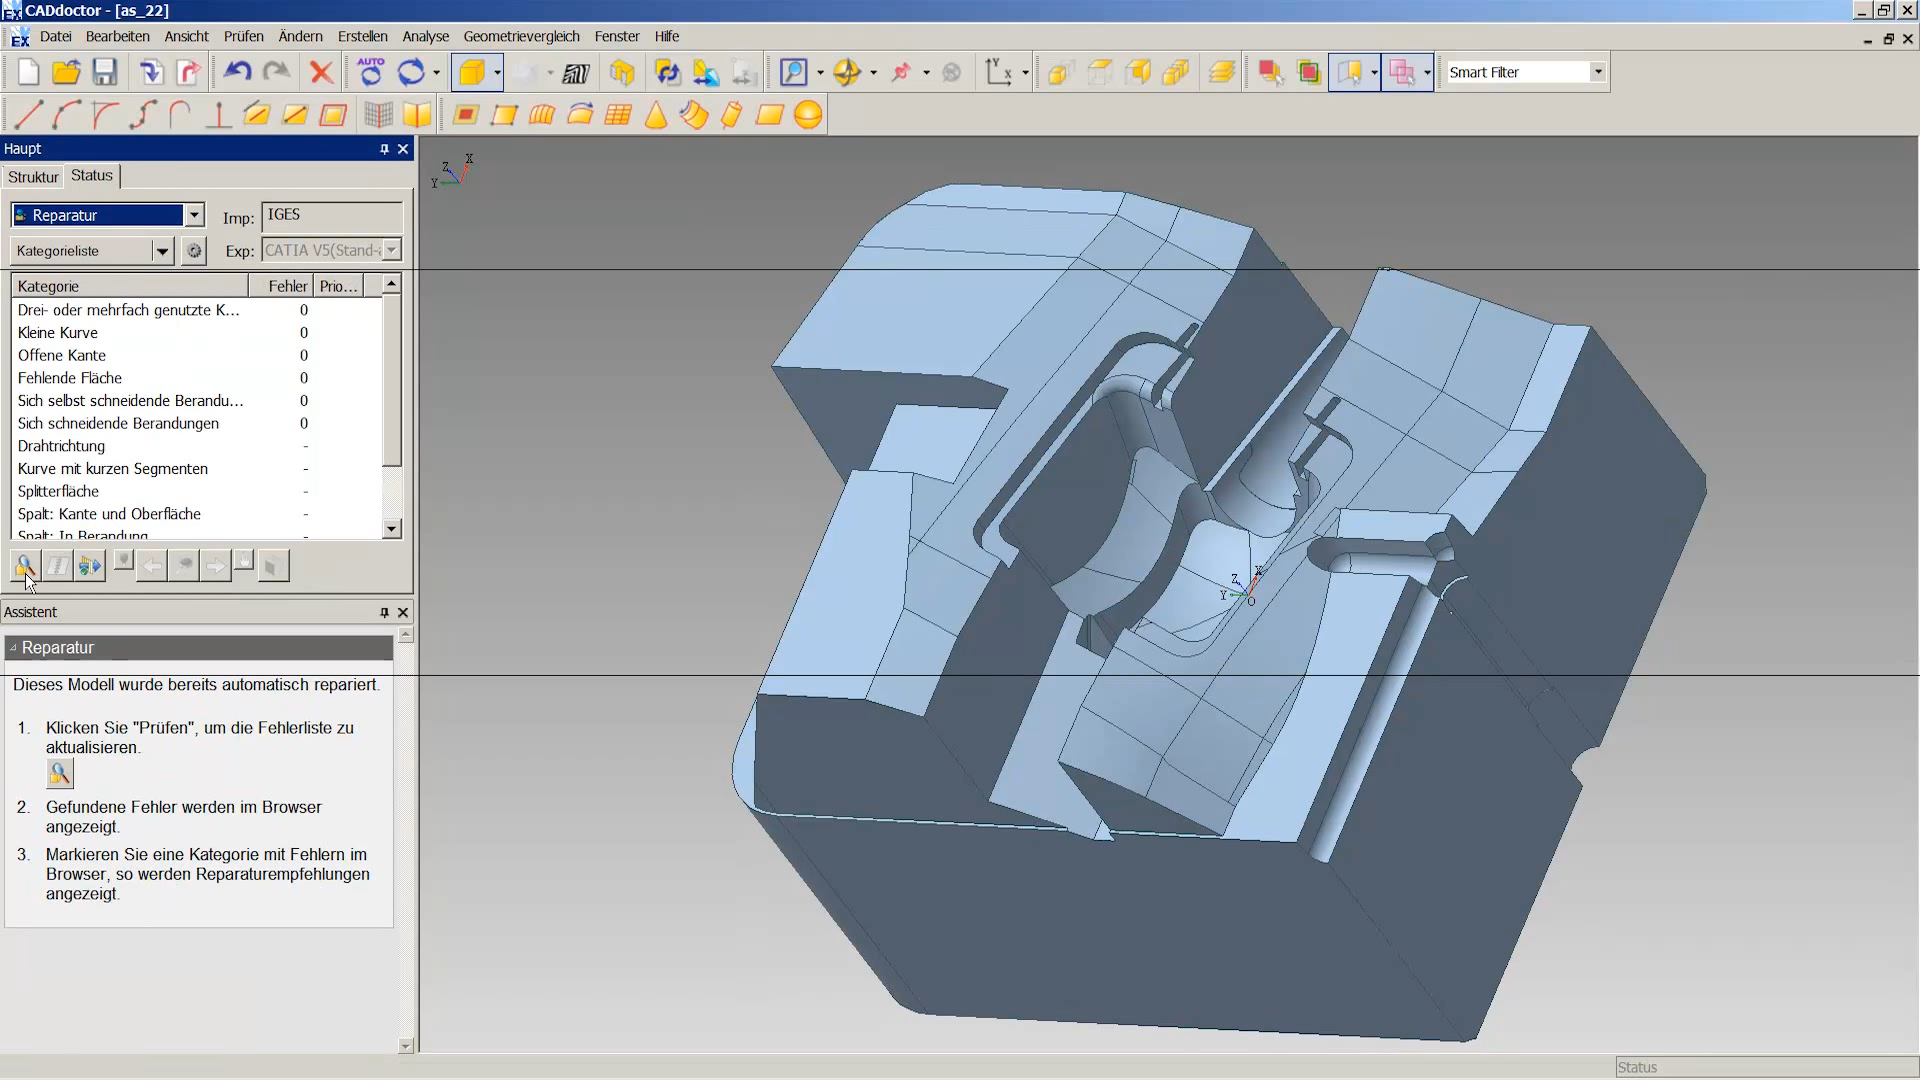 CADdoctor - [as_22]
Datei Bearbeiten Ansicht Prüfen Ändern Erstellen Analyse Geometrievergleich Fenster Hilfe
AUTO
Smart Filter
Haupt
Struktur Status
Reparatur Imp: IGES
Kategorieliste Exp: CATIA V5(Stand-
Kategorie Fehler Prio...
Drei- oder mehrfach genutzte K... 0
Kleine Kurve 0
Offene Kante 0
Fehlende Fläche 0
Sich selbst schneidende Berandu... 0
Sich schneidende Berandungen 0
Drahtrichtung -
Kurve mit kurzen Segmenten -
Splitterfläche -
Spalt: Kante und Oberfläche -
Spalt: In Berandung -
Assistent
Reparatur
Dieses Modell wurde bereits automatisch repariert.
1. Klicken Sie "Prüfen", um die Fehlerliste zu
aktualisieren.
2. Gefundene Fehler werden im Browser
angezeigt.
3. Markieren Sie eine Kategorie mit Fehlern im
Browser, so werden Reparaturempfehlungen
angezeigt.
Z X
Y
Z X
Y O
Status